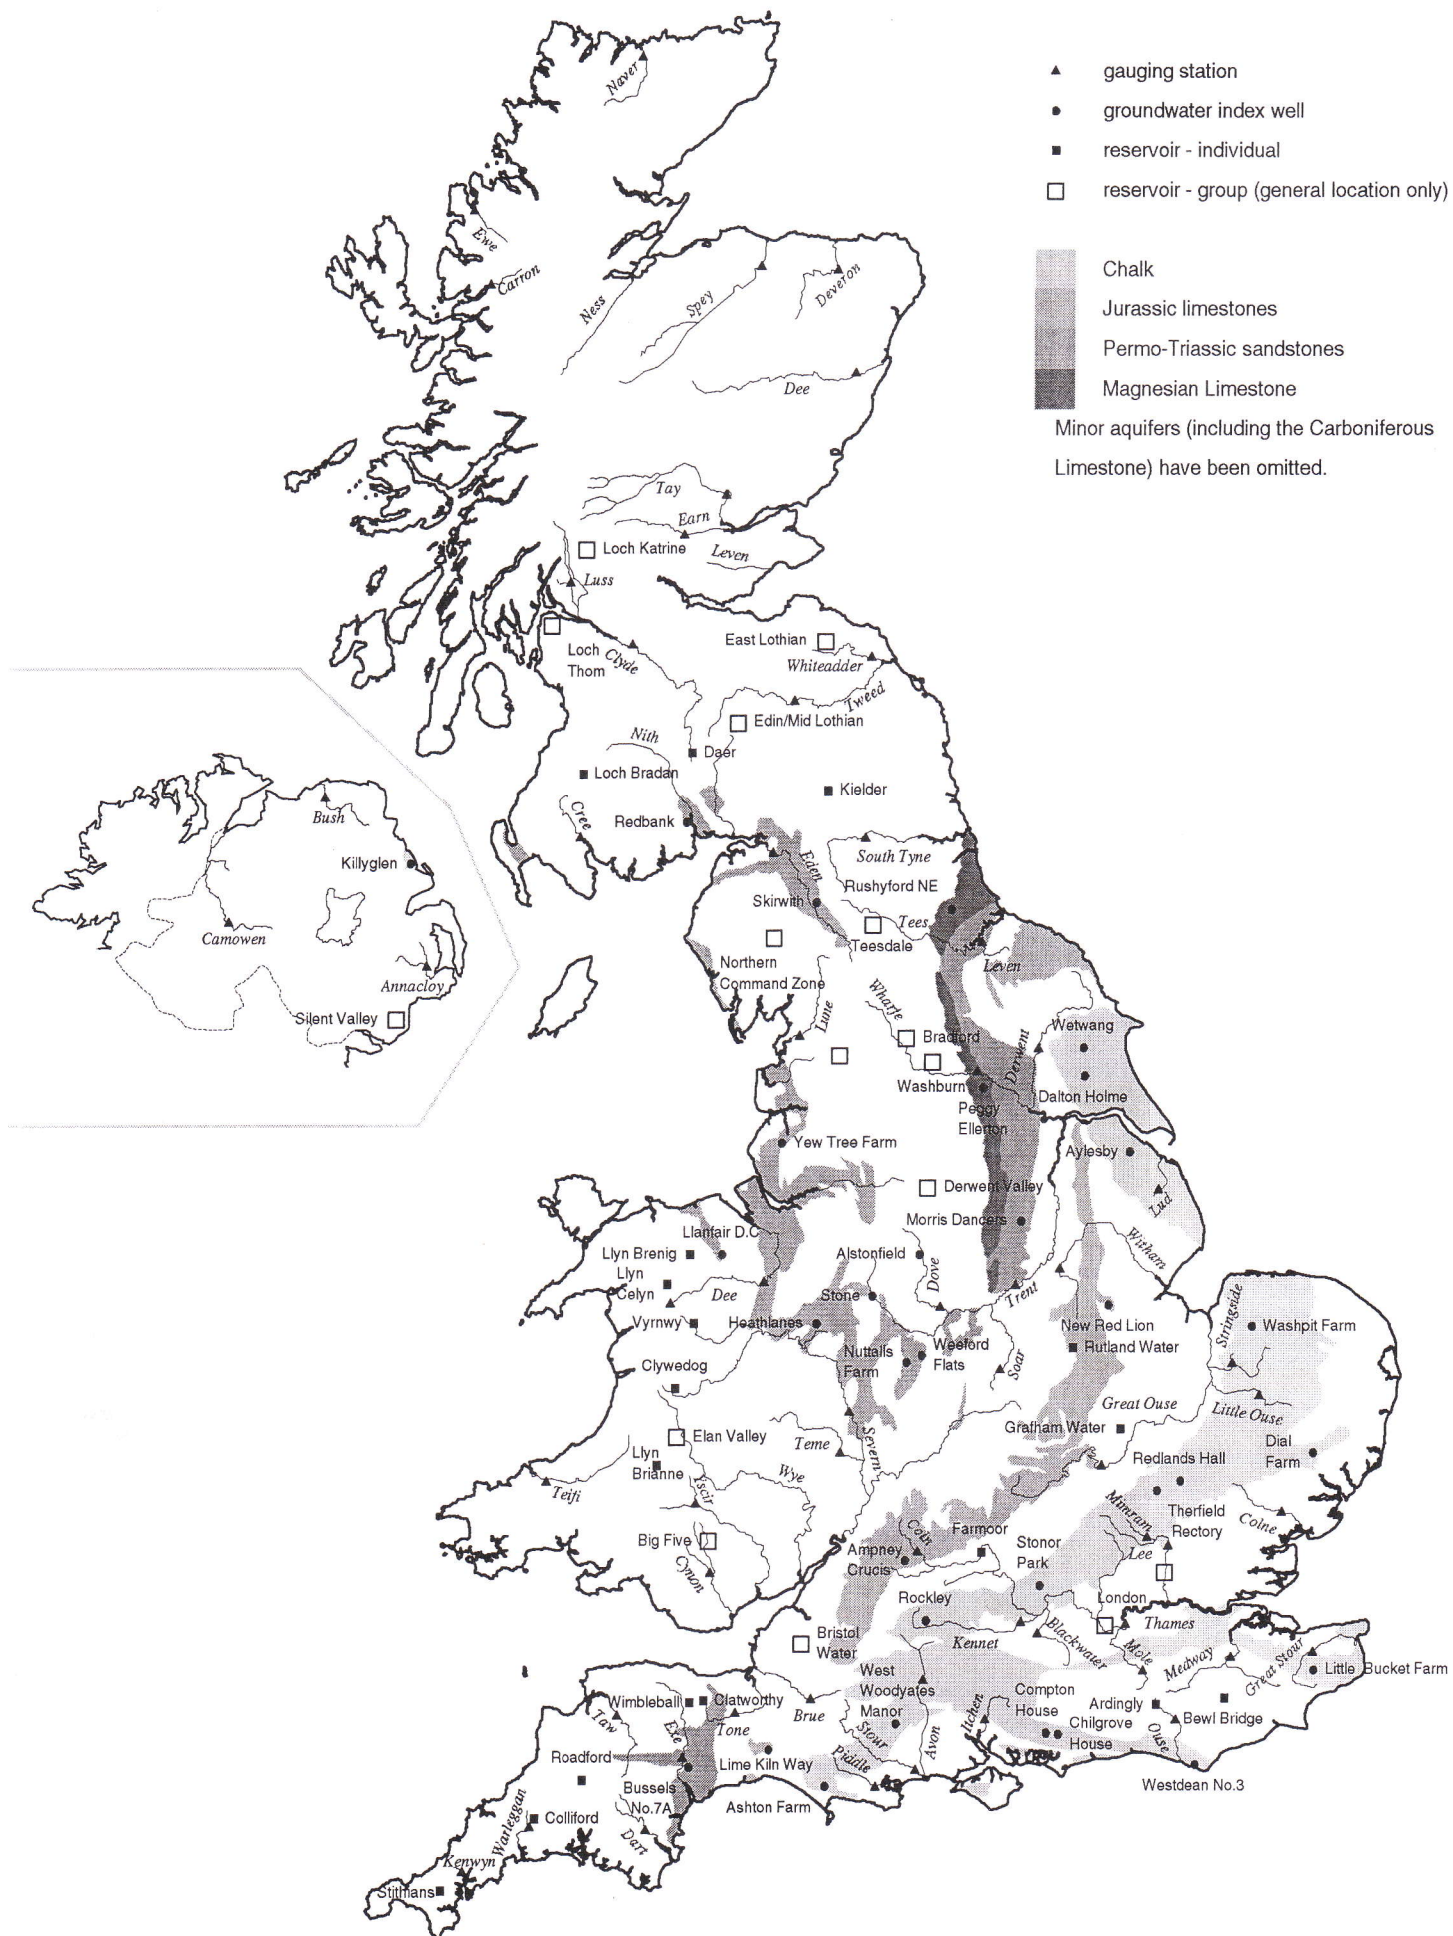 Naver
gauging station
groundwater index well
reservoir - individual
reservoir - group (general location only)
Ewe
Carron
Ness
Spey
Deveron
Chalk
Jurassic limestones
Permo-Triassic sandstones
Magnesian Limestone
Minor aquifers (including the Carboniferous
Limestone) have been omitted.
Dee
Tay
Earn
Loch Katrine
Leven
Luss
East Lothian
Loch
Thom
Clyde
Whiteadder
Tweed
Edin/Mid Lothian
Nith
Daer
Loch Bradan
Kielder
Cree
Redbank
Bush
Killyglen
Camowen
Annacloy
Silent Valley
South Tyne
Eden
Rushyford NE
Skirwith
Tees
Teesdale
Leven
Northern
Command Zone
Lune
Wharfe
Bradford
Washburn
Derwent
Wetwang
Dalton Holme
Peggy
Ellerton
Yew Tree Farm
Aylesby
Lud
Derwent Valley
Morris Dancers
Witham
Llanfair D.C
Llyn Brenig
Llyn
Celyn
Dee
Alstonfield
Dove
Stone
Trent
Vyrnwy
Heathlanes
Nuttalls
Farm
Weeford
Flats
Soar
New Red Lion
Rutland Water
Stringside
Washpit Farm
Clywedog
Great Ouse
Little Ouse
Grafham Water
Elan Valley
Teme
Severn
Llyn
Brianne
Wye
Yscir
Teifi
Redlands Hall
Dial
Farm
Therfield
Rectory
Mimram
Colne
Lee
Big Five
Cynon
Coln
Ampney
Crucis
Farmoor
Stonor
Park
London
Rockley
Kennet
Blackwater
Thames
Mole
Medway
Great Stour
Little Bucket Farm
Bristol
Water
West
Woodyates
Manor
Wimbleball
Clatworthy
Taw
Exe
Tone
Brue
Stour
Piddle
Avon
Itchen
Compton
House
Chilgrove
House
Ardingly
Bewl Bridge
Ouse
Westdean No.3
Roadford
Lime Kiln Way
Bussels
No.7A
Ashton Farm
Colliford
Warleggan
Dart
Kenwyn
Stithians